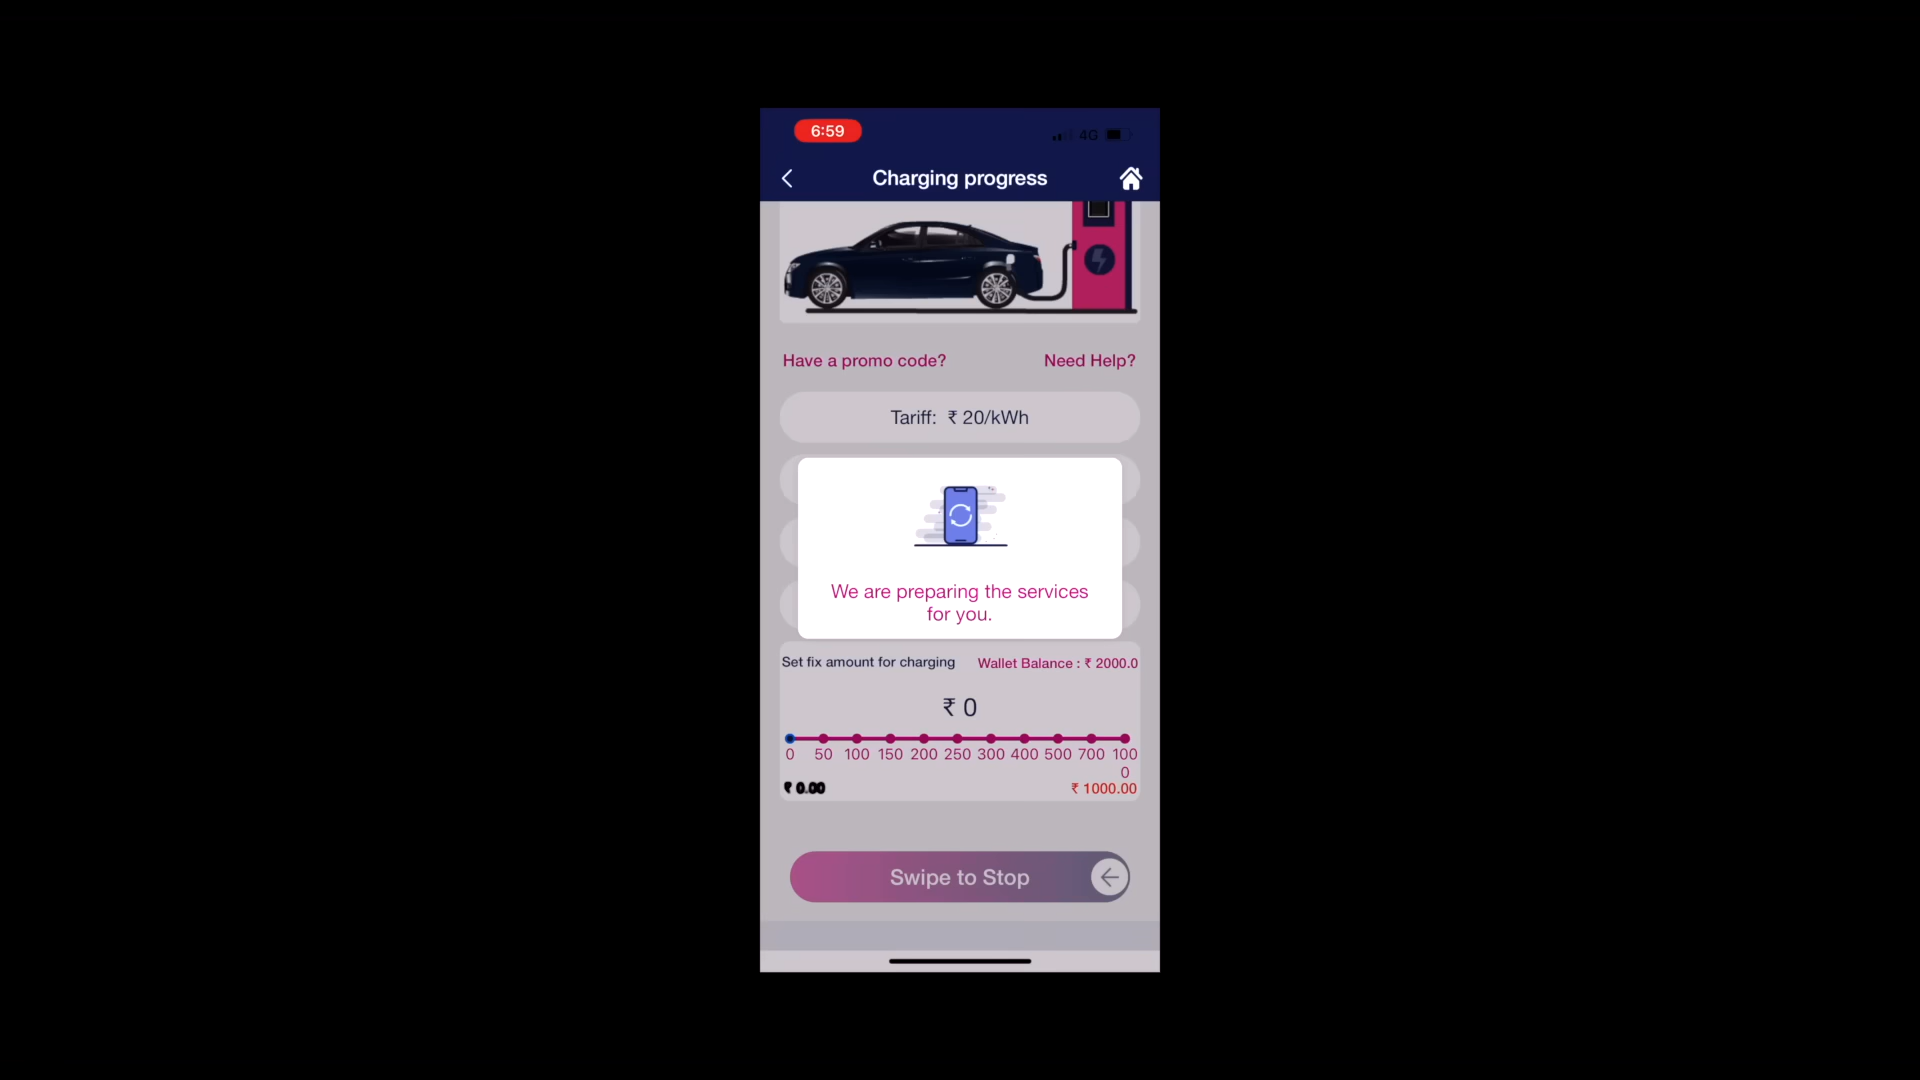 6:59
4G
Charging progress
Have a promo code?
Need Help?
Tariff: ₹ 20/kWh
We are preparing the services
for you.
Set fix amount for charging
Wallet Balance : ₹ 2000.0
₹ 0
0 50 100 150 200 250 300 400 500 700 100
0
₹ 0.00
₹ 1000.00
Swipe to Stop